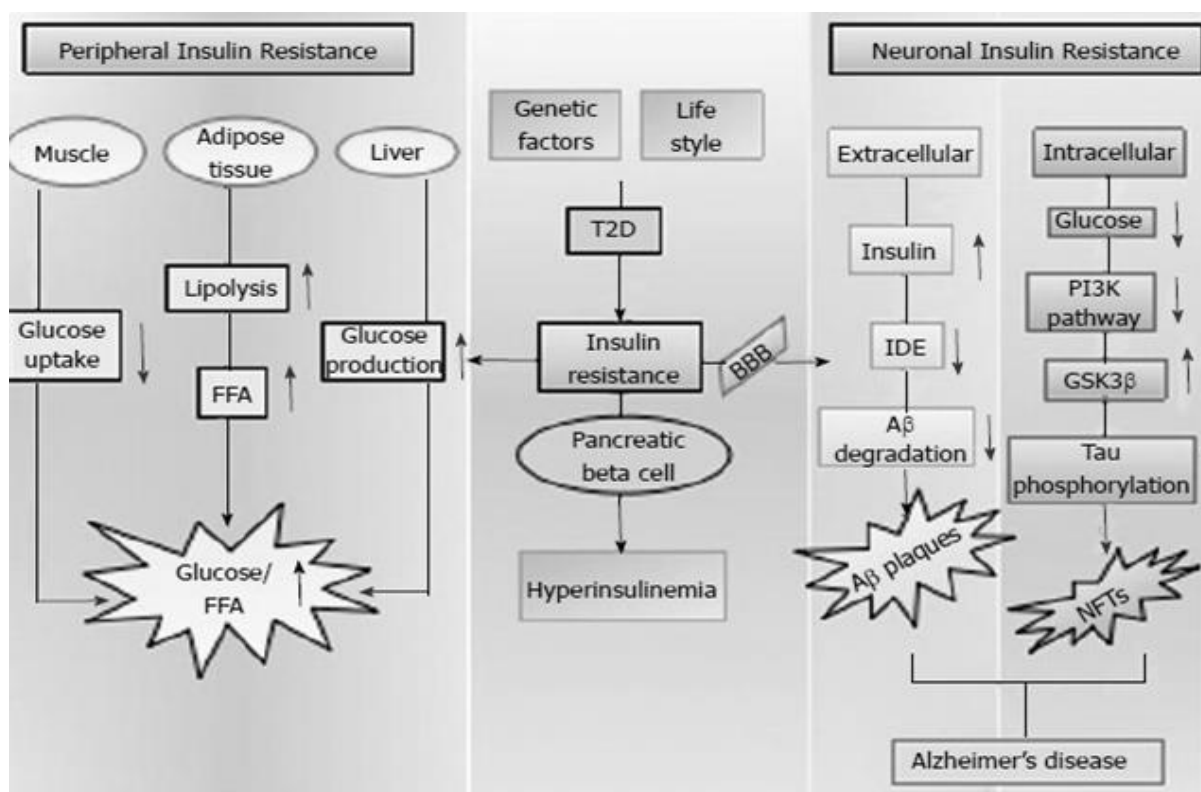 Peripheral Insulin Resistance
Muscle
Adipose
tissue
Liver
Lipolysis
Glucose
uptake
Glucose
production
FFA
Glucose/
FFA
Genetic
factors
Life
style
T2D
Insulin
resistance
BBB
Pancreatic
beta cell
Hyperinsulinemia
Neuronal Insulin Resistance
Extracellular
Insulin
IDE
Aβ
degradation
Aβ plaques
Intracellular
Glucose
PI3K
pathway
GSK3β
Tau
phosphorylation
NFTs
Alzheimer's disease